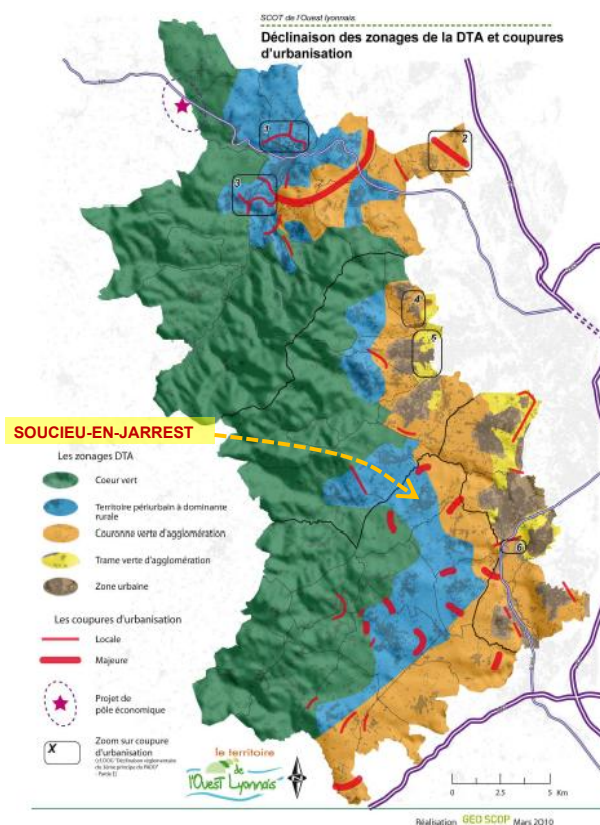 SCOT de l'Ouest lyonnais
Déclinaison des zonages de la DTA et coupures
d'urbanisation
1
2
3
4
5
SOUCIEU-EN-JARREST
6
Les zonages DTA
Coeur vert
Territoire périurbain à dominante
rurale
Couronne verte d'agglomération
Trame verte d'agglomération
Zone urbaine
Les coupures d'urbanisation
Locale
Majeure
Projet de
pôle économique
X
Zoom sur coupure
d'urbanisation
- Partie E)
le territoire
de
l'Ouest Lyonnais
0 2.5 5 Km
Réalisation GEO SCOP Mars 2010